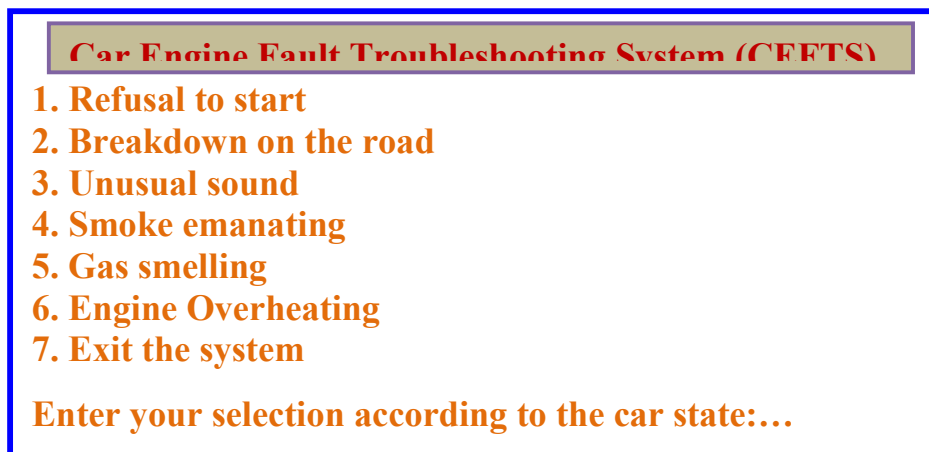 Car Engine Fault Troubleshooting System (CEFTS)
1. Refusal to start
2. Breakdown on the road
3. Unusual sound
4. Smoke emanating
5. Gas smelling
6. Engine Overheating
7. Exit the system
Enter your selection according to the car state:…